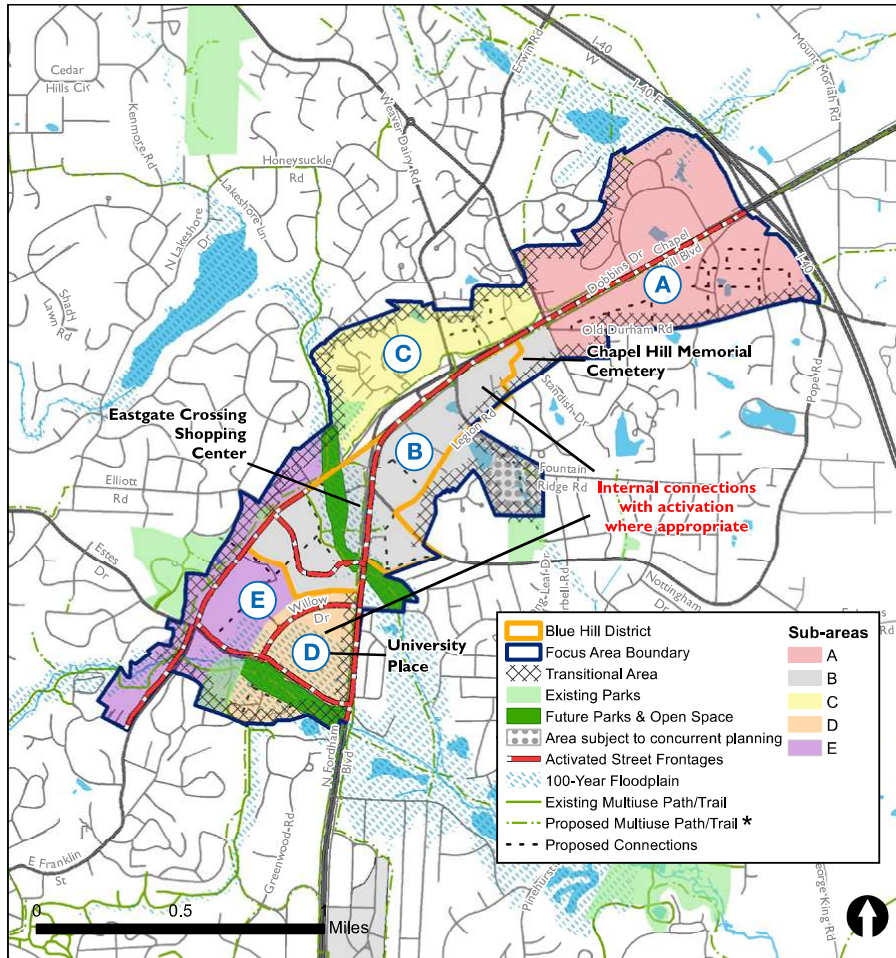 Cedar
Hills Cir
Kenmore Rd
Honeysuckle
Rd
Lakeshore Ln
N Lakeshore
Dr
Shady
Lawn Rd
Weaver Dairy Rd
Erwin Rd
I-40
W
I-40 E
Mount Moriah Rd
I-40
Dobbins Dr
Chapel
Hill Blvd
A
Old Durham Rd
Chapel Hill Memorial
Cemetery
C
Standish Dr
Pope Rd
Eastgate Crossing
Shopping
Center
Legion Rd
B
Fountain
Ridge Rd
Elliott
Rd
Internal connections
with activation
where appropriate
Estes
Dr
Nottingham
Dr
E
Willow
Dr
D
University
Place
N Fordham
Blvd
Greenwood-Rd
E Franklin
St
George-King-Rd
Blue Hill District
Focus Area Boundary
Transitional Area
Existing Parks
Future Parks & Open Space
Area subject to concurrent planning
Activated Street Frontages
100-Year Floodplain
Existing Multiuse Path/Trail
Proposed Multiuse Path/Trail *
Proposed Connections
Sub-areas
A
B
C
D
E
0 0.5 1
Miles